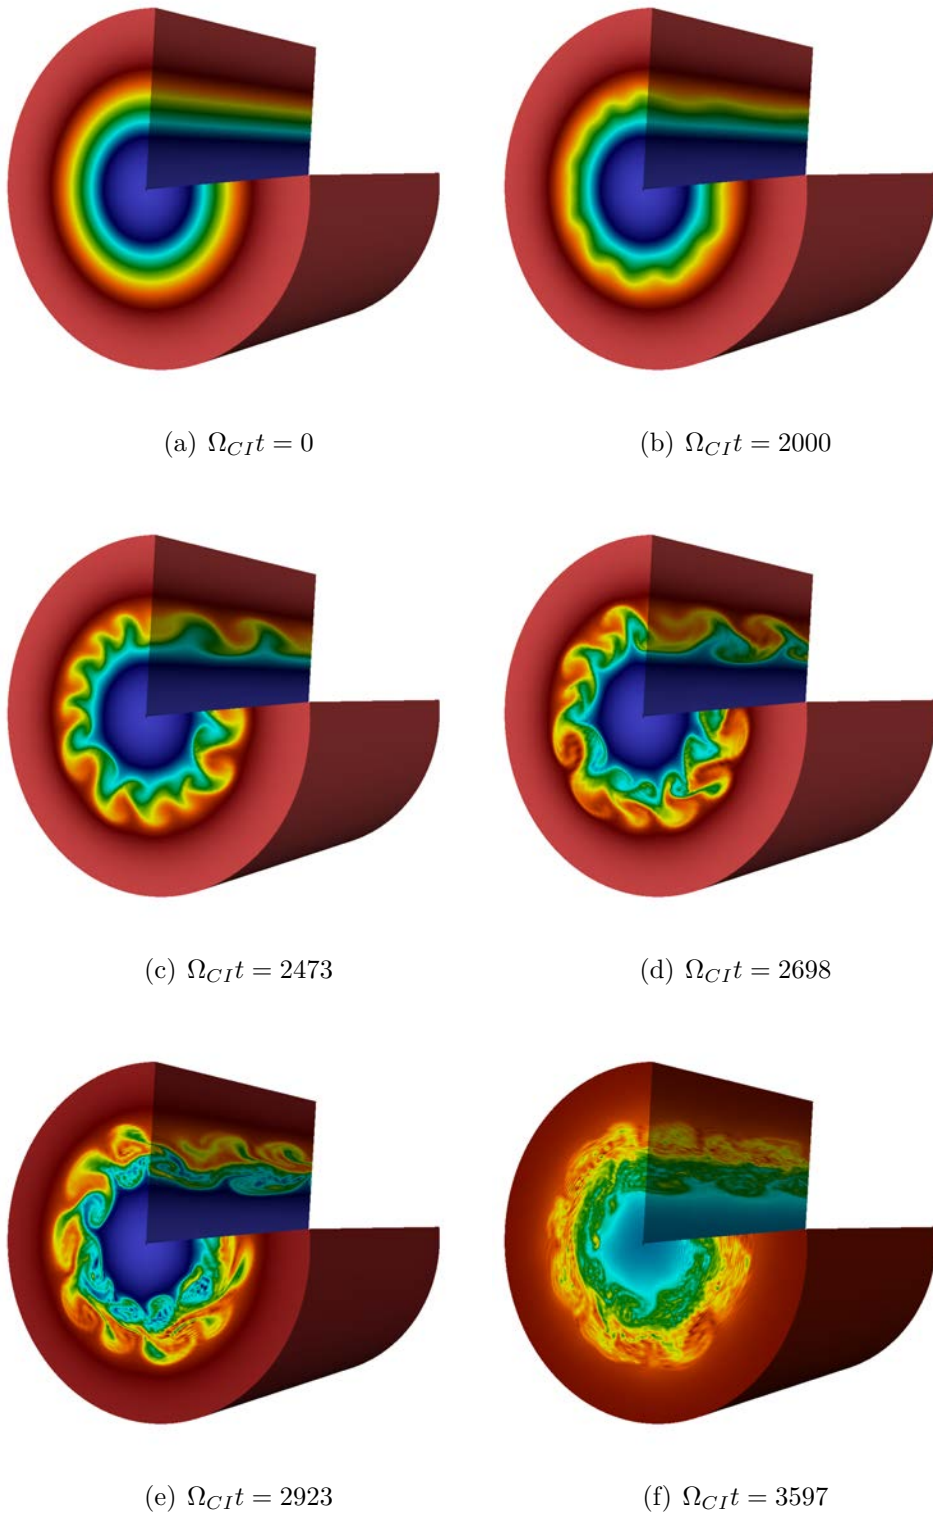 (a) Ω_{CI}t = 0
(b) Ω_{CI}t = 2000
(c) Ω_{CI}t = 2473
(d) Ω_{CI}t = 2698
(e) Ω_{CI}t = 2923
(f) Ω_{CI}t = 3597